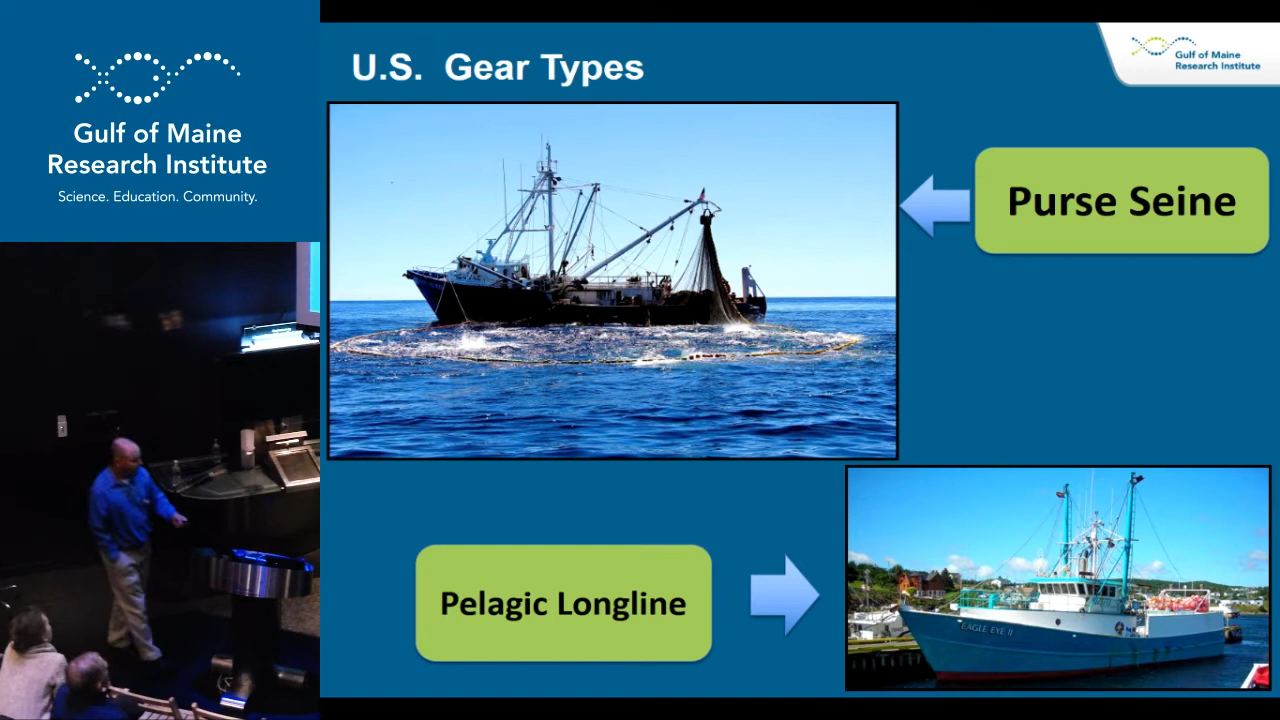 Gulf of Maine
Research Institute
Science. Education. Community.
U.S. Gear Types
Gulf of Maine
Research Institute
Purse Seine
Pelagic Longline
EAGLE EYE II